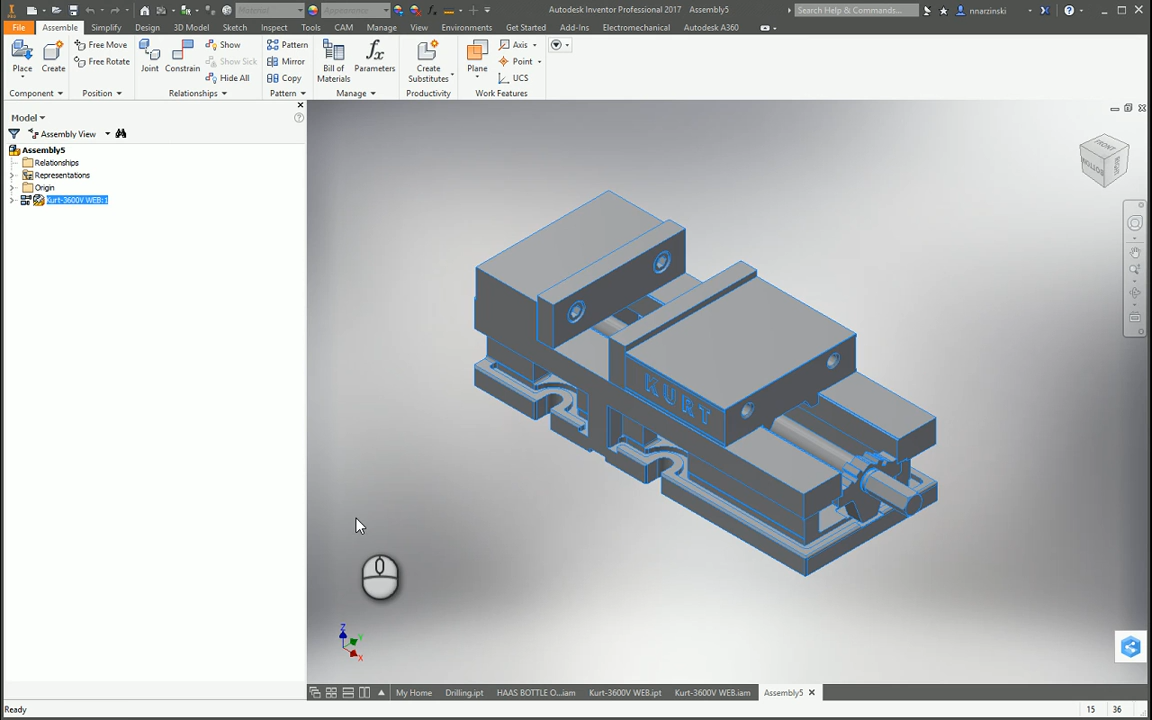 Material
Appearance
Autodesk Inventor Professional 2017 Assembly5
Search Help & Commands...
nnarzinski
File Assemble Simplify Design 3D Model Sketch Inspect Tools CAM Manage View Environments Get Started Add-Ins Electromechanical Autodesk A360
Place
Create
Free Move
Free Rotate
Joint
Constrain
Show
Show Sick
Hide All
Pattern
Mirror
Copy
Bill of
Materials
Parameters
Create
Substitutes
Plane
Axis
Point
UCS
Component Position Relationships Pattern Manage Productivity Work Features
Model
Assembly View
Assembly5
Relationships
Representations
Origin
Kurt-3600V WEB:1
FRONT
RIGHT
BOTTOM
KURT
Z
Y
X
My Home Drilling.ipt HAAS BOTTLE O...iam Kurt-3600V WEB.ipt Kurt-3600V WEB.iam Assembly5
Ready
15 36